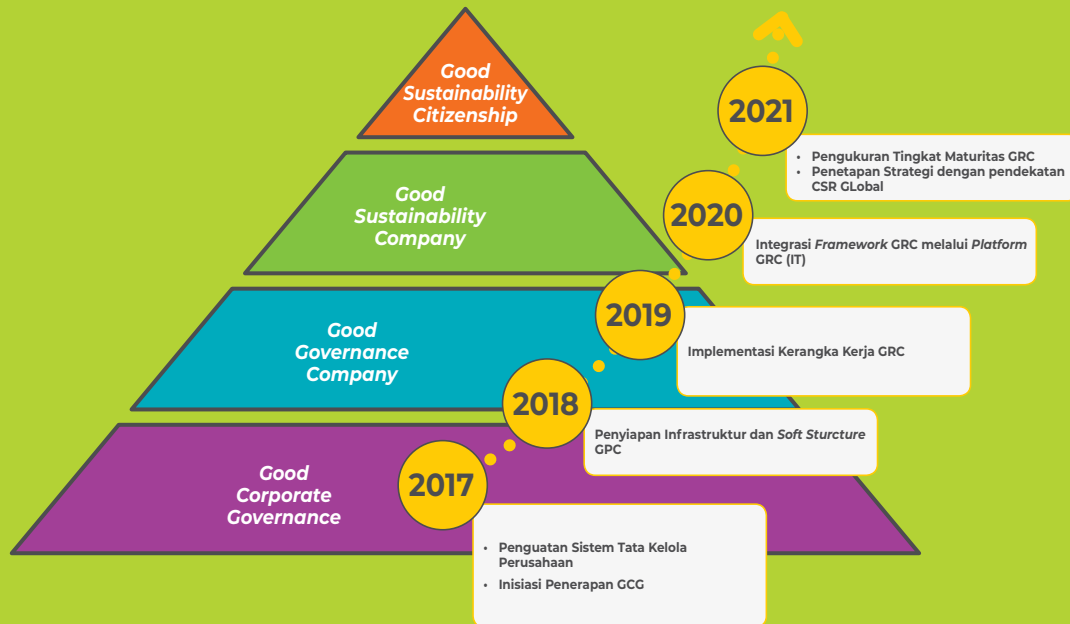 Good
Sustainability
Citizenship
2021
• Pengukuran Tingkat Maturitas GRC
• Penetapan Strategi dengan pendekatan
CSR GLobal
Good
Sustainability
Company
2020
Integrasi Framework GRC melalui Platform
GRC (IT)
2019
Implementasi Kerangka Kerja GRC
Good
Governance
Company
2018
Penyiapan Infrastruktur dan Soft Sturcture
GPC
Good
Corporate
Governance
2017
• Penguatan Sistem Tata Kelola
Perusahaan
• Inisiasi Penerapan GCG